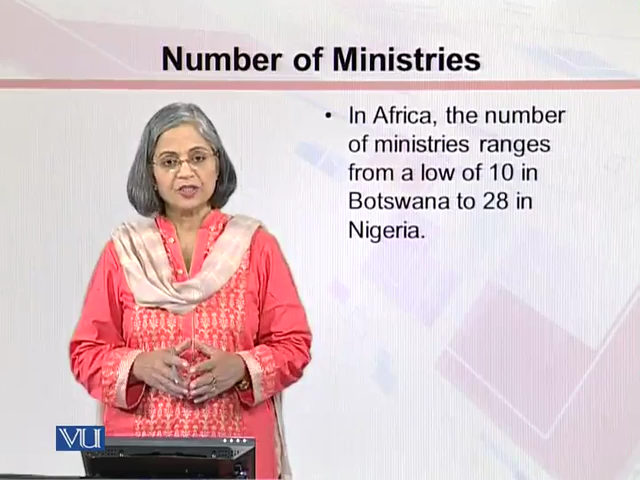 Number of Ministries
• In Africa, the number
of ministries ranges
from a low of 10 in
Botswana to 28 in
Nigeria.
VU